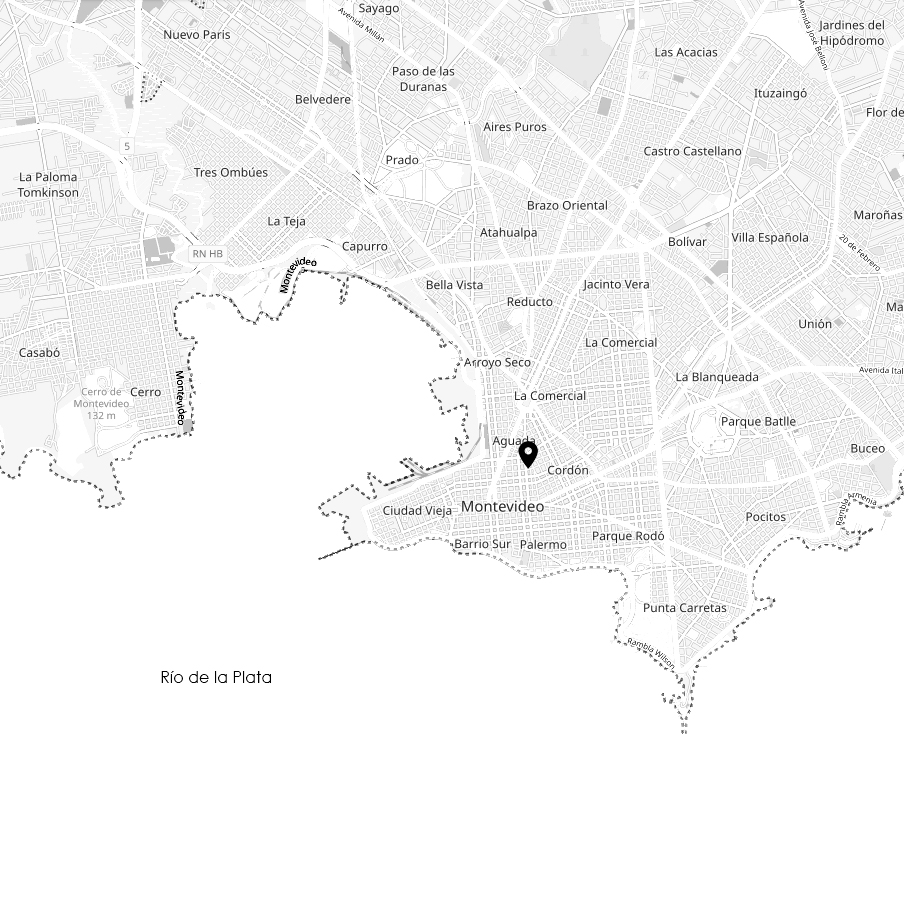 Sayago
Avenida Millán
Avenida José Belloni
Jardines del
Hipódromo
Nuevo Paris
Las Acacias
Paso de las
Duranas
Ituzaingó
Belvedere
Flor de
Aires Puros
5
Castro Castellano
Prado
Tres Ombúes
La Paloma
Tomkinson
Brazo Oriental
Maroñas
La Teja
Atahualpa
Villa Española
Bolívar
Capurro
20 de Febrero
RN HB
Montevideo
Bella Vista
Jacinto Vera
Reducto
Ma
Unión
La Comercial
Casabó
Arroyo Seco
Avenida Ital
La Blanqueada
Cerro de
Montevideo
132 m
Cerro
Montevideo
La Comercial
Parque Batlle
Aguada
Buceo
Cordón
Rambla Armenia
Ciudad Vieja
Montevideo
Pocitos
Parque Rodó
Barrio Sur
Palermo
Punta Carretas
Rambla Wilson
Río de la Plata